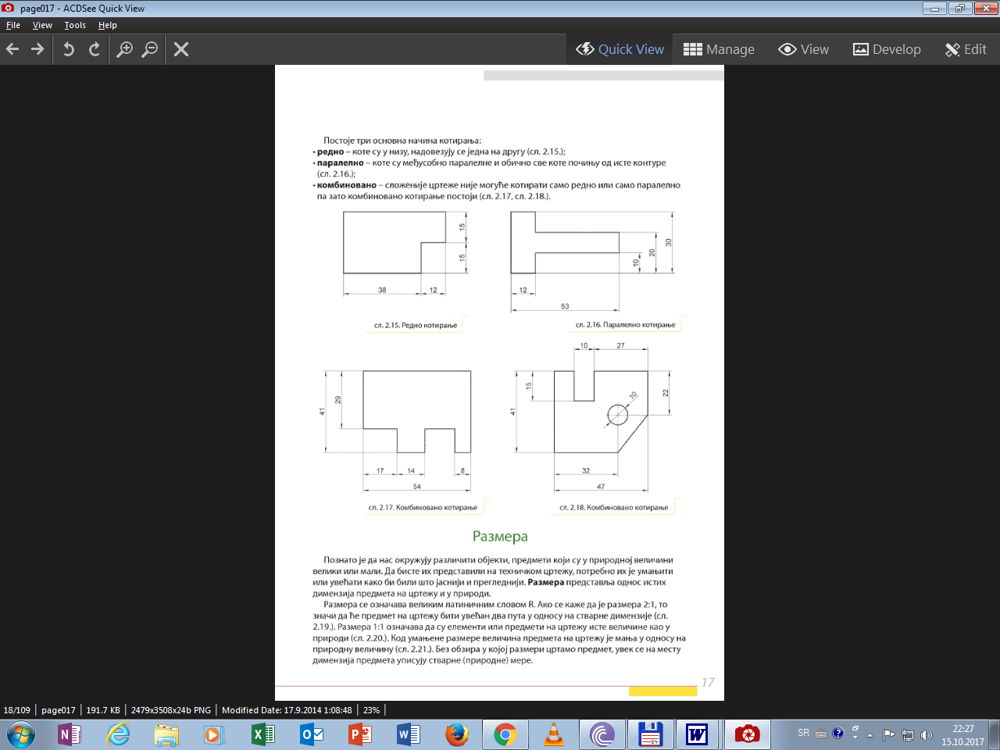 page017 - ACDSee Quick View
File View Tools Help
Quick View Manage View Develop Edit
Постоје три основна начина котирања:
• редно – коте су у низу, надовезују се једна на другу (сл. 2.15.);
• паралелно – коте су међусобно паралелне и обично све коте почињу од исте контуре
(сл. 2.16.);
• комбиновано – сложеније цртеже није могуће котирати само редно или само паралелно
па зато комбиновано котирање постоји (сл. 2.17, сл. 2.18.).
15
15
38 12
сл. 2.15. Редно котирање
10
20
30
12
53
сл. 2.16. Паралелно котирање
41
29
17 14 8
54
сл. 2.17. Комбиновано котирање
10 27
41
15
10
22
32
47
сл. 2.18. Комбиновано котирање
Размера
Познато је да нас окружују различити објекти, предмети који су у природној величини
велики или мали. Да бисте их представили на техничком цртежу, потребно их је умањити
или увећати како би били што јаснији и прегледнији. Размера представља однос истих
димензија предмета на цртежу и у природи.
Размера се означава великим латиничним словом R. Ако се каже да је размера 2:1, то
значи да ће предмет на цртежу бити увећан два пута у односу на стварне димензије (сл.
2.19.). Размера 1:1 означава да су елементи или предмети на цртежу исте величине као у
природи (сл. 2.20.). Код умањене размере величина предмета на цртежу је мања у односу на
природну величину (сл. 2.21.). Без обзира у којој размери цртамо предмет, увек се на месту
димензија предмета уписују стварне (природне) мере.
17
18/109 page017 191.7 KB 2479x3508x24b PNG Modified Date: 17.9.2014 1:08:48 23%
SR 22:27
15.10.2017